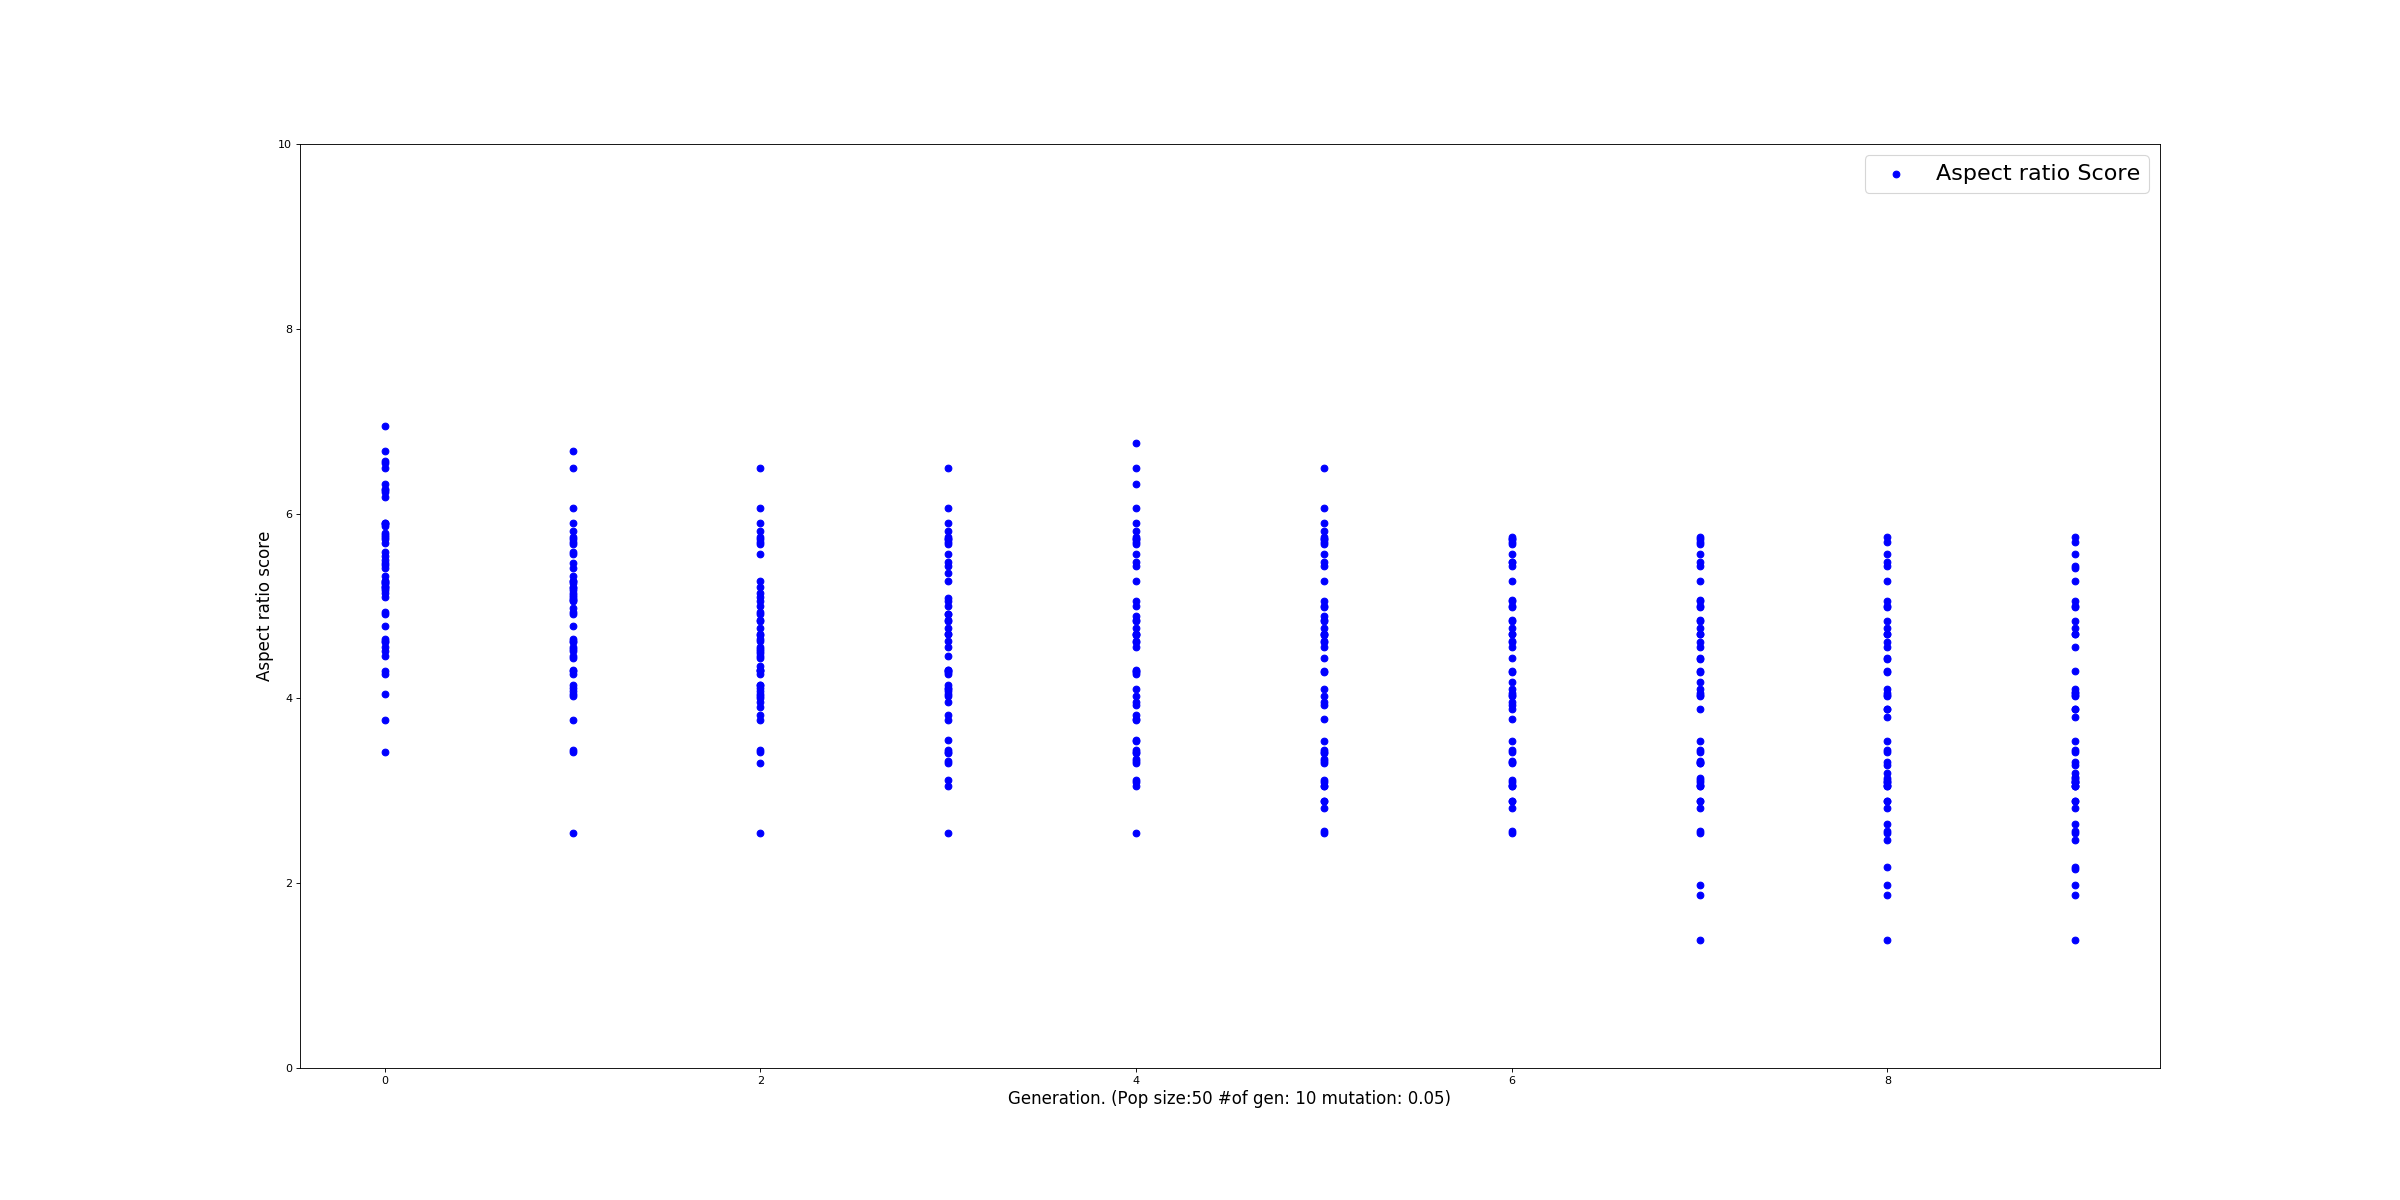 Aspect ratio Score
10
8
6
4
2
0
Aspect ratio score
0 2 4 6 8
Generation. (Pop size:50 #of gen: 10 mutation: 0.05)